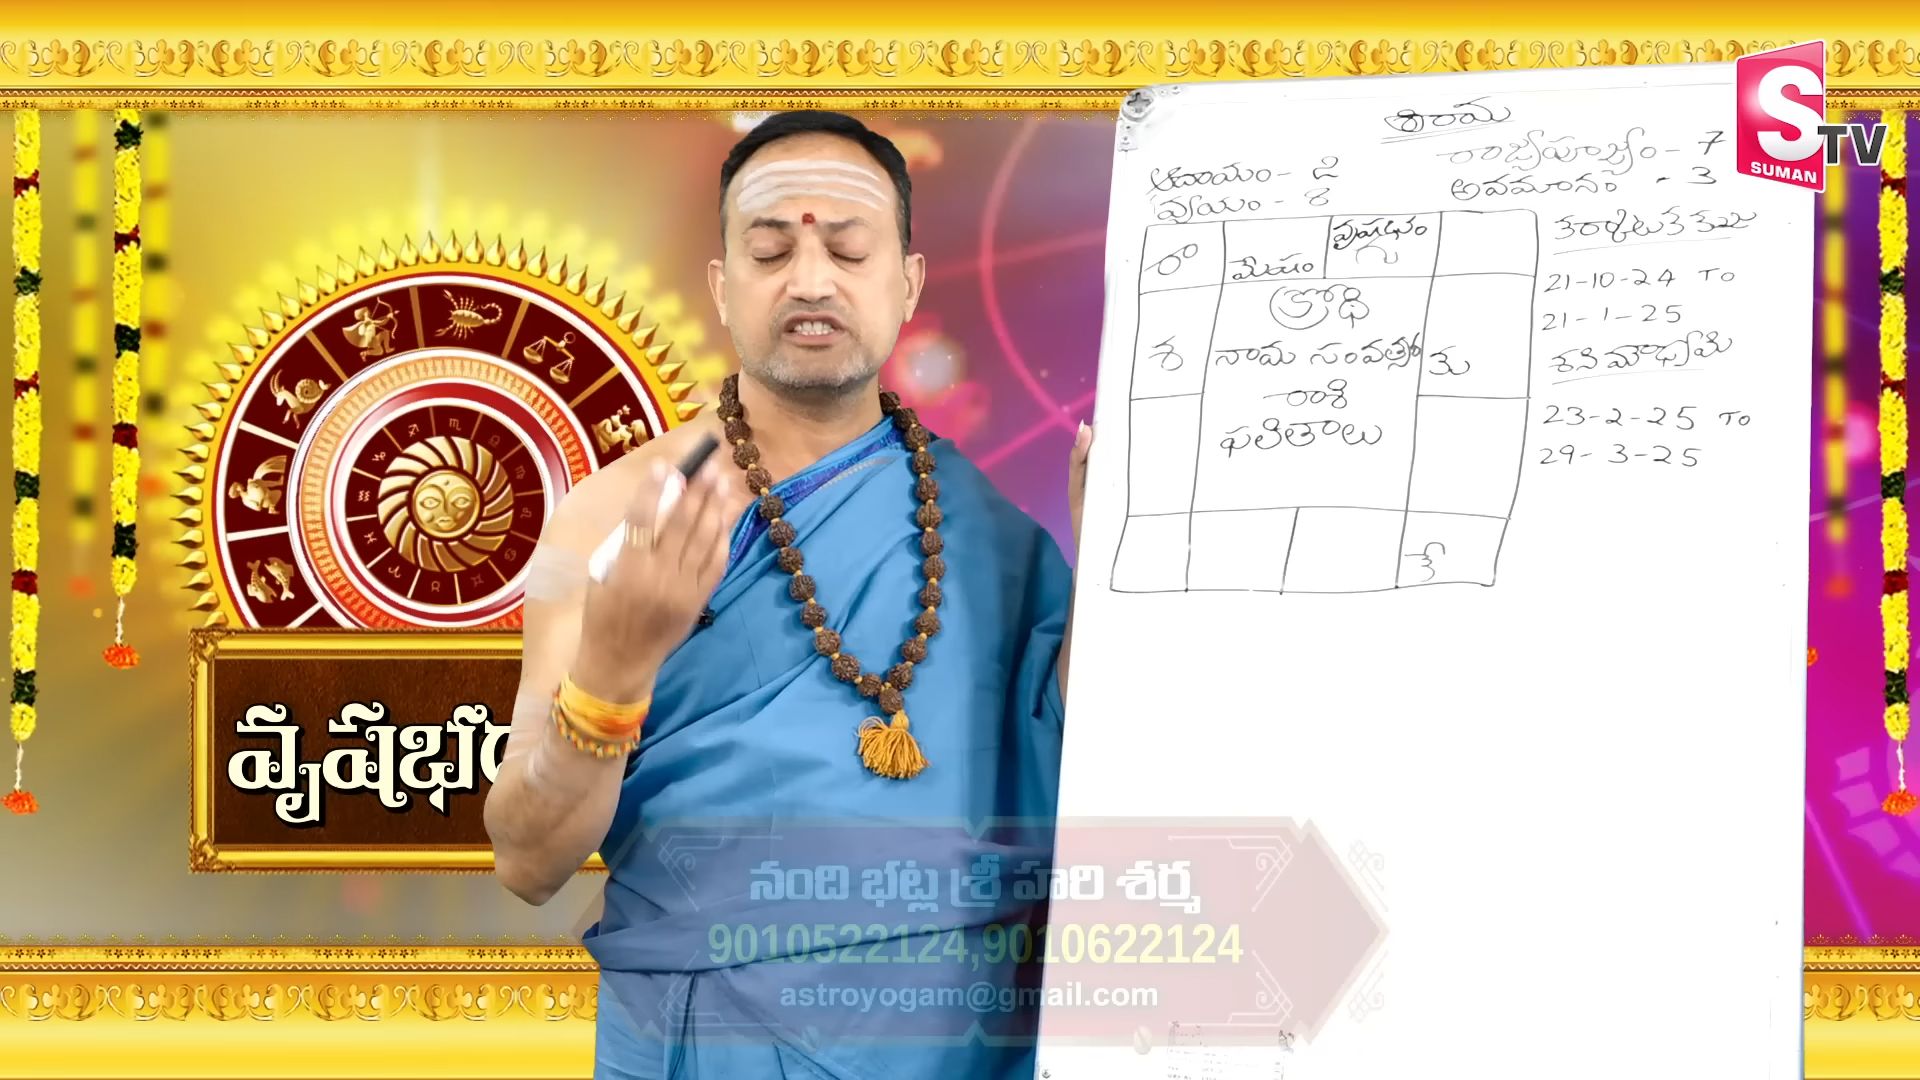 S TV
SUMAN
శ్రీరామ
రాజ్యపూజ్యం - 7
అవమానం - 3
ఆదాయం - 2
వ్యయం - 8
రా
మేషం
వృషభం
గు
శ
క్రోధి
నామ సంవత్సర
రాశి
ఫలితాలు
కు
కే
21-10-24 TO
21-1-25
23-2-25 TO
29-3-25
వృషభం
నంది భట్ల శ్రీ హరి శర్మ
9010522124,9010622124
astroyogam@gmail.com